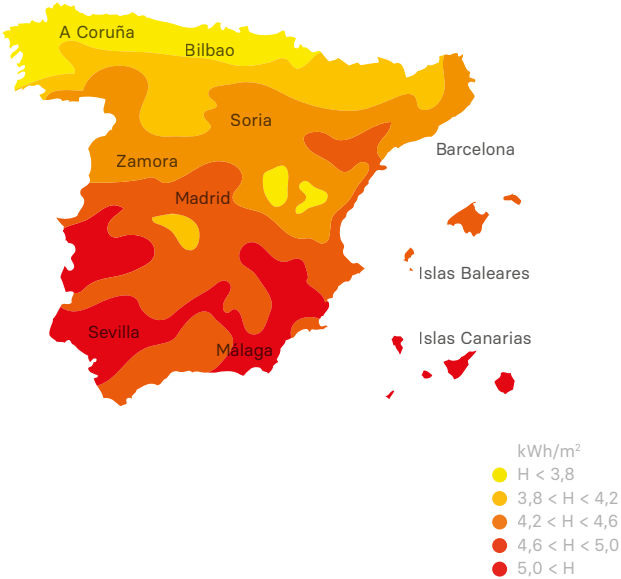 A Coruña
Bilbao
Soria
Barcelona
Zamora
Madrid
Islas Baleares
Sevilla
Islas Canarias
Málaga
kWh/m²
H < 3,8
3,8 < H < 4,2
4,2 < H < 4,6
4,6 < H < 5,0
5,0 < H